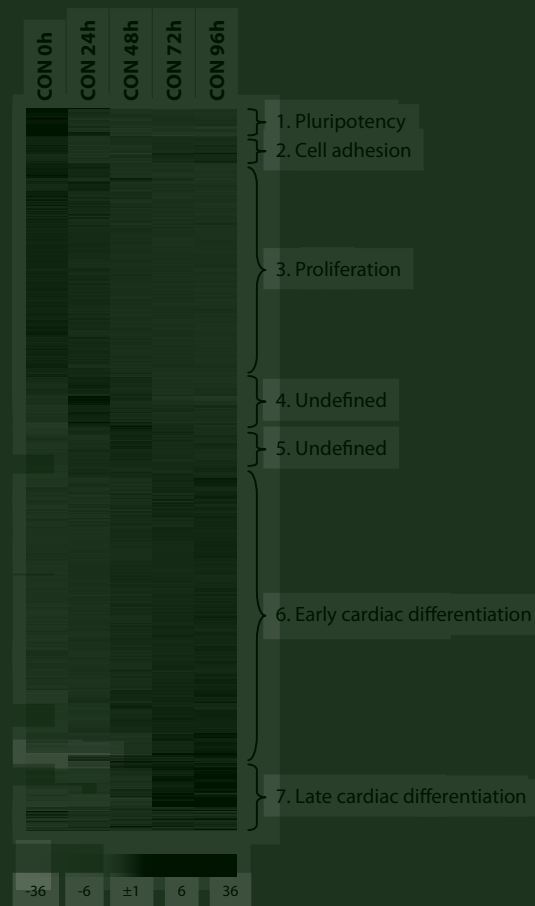 CON 0h
CON 24h
CON 48h
CON 72h
CON 96h
1. Pluripotency
2. Cell adhesion
3. Proliferation
4. Undefined
5. Undefined
6. Early cardiac differentiation
7. Late cardiac differentiation
-36 -6 ±1 6 36